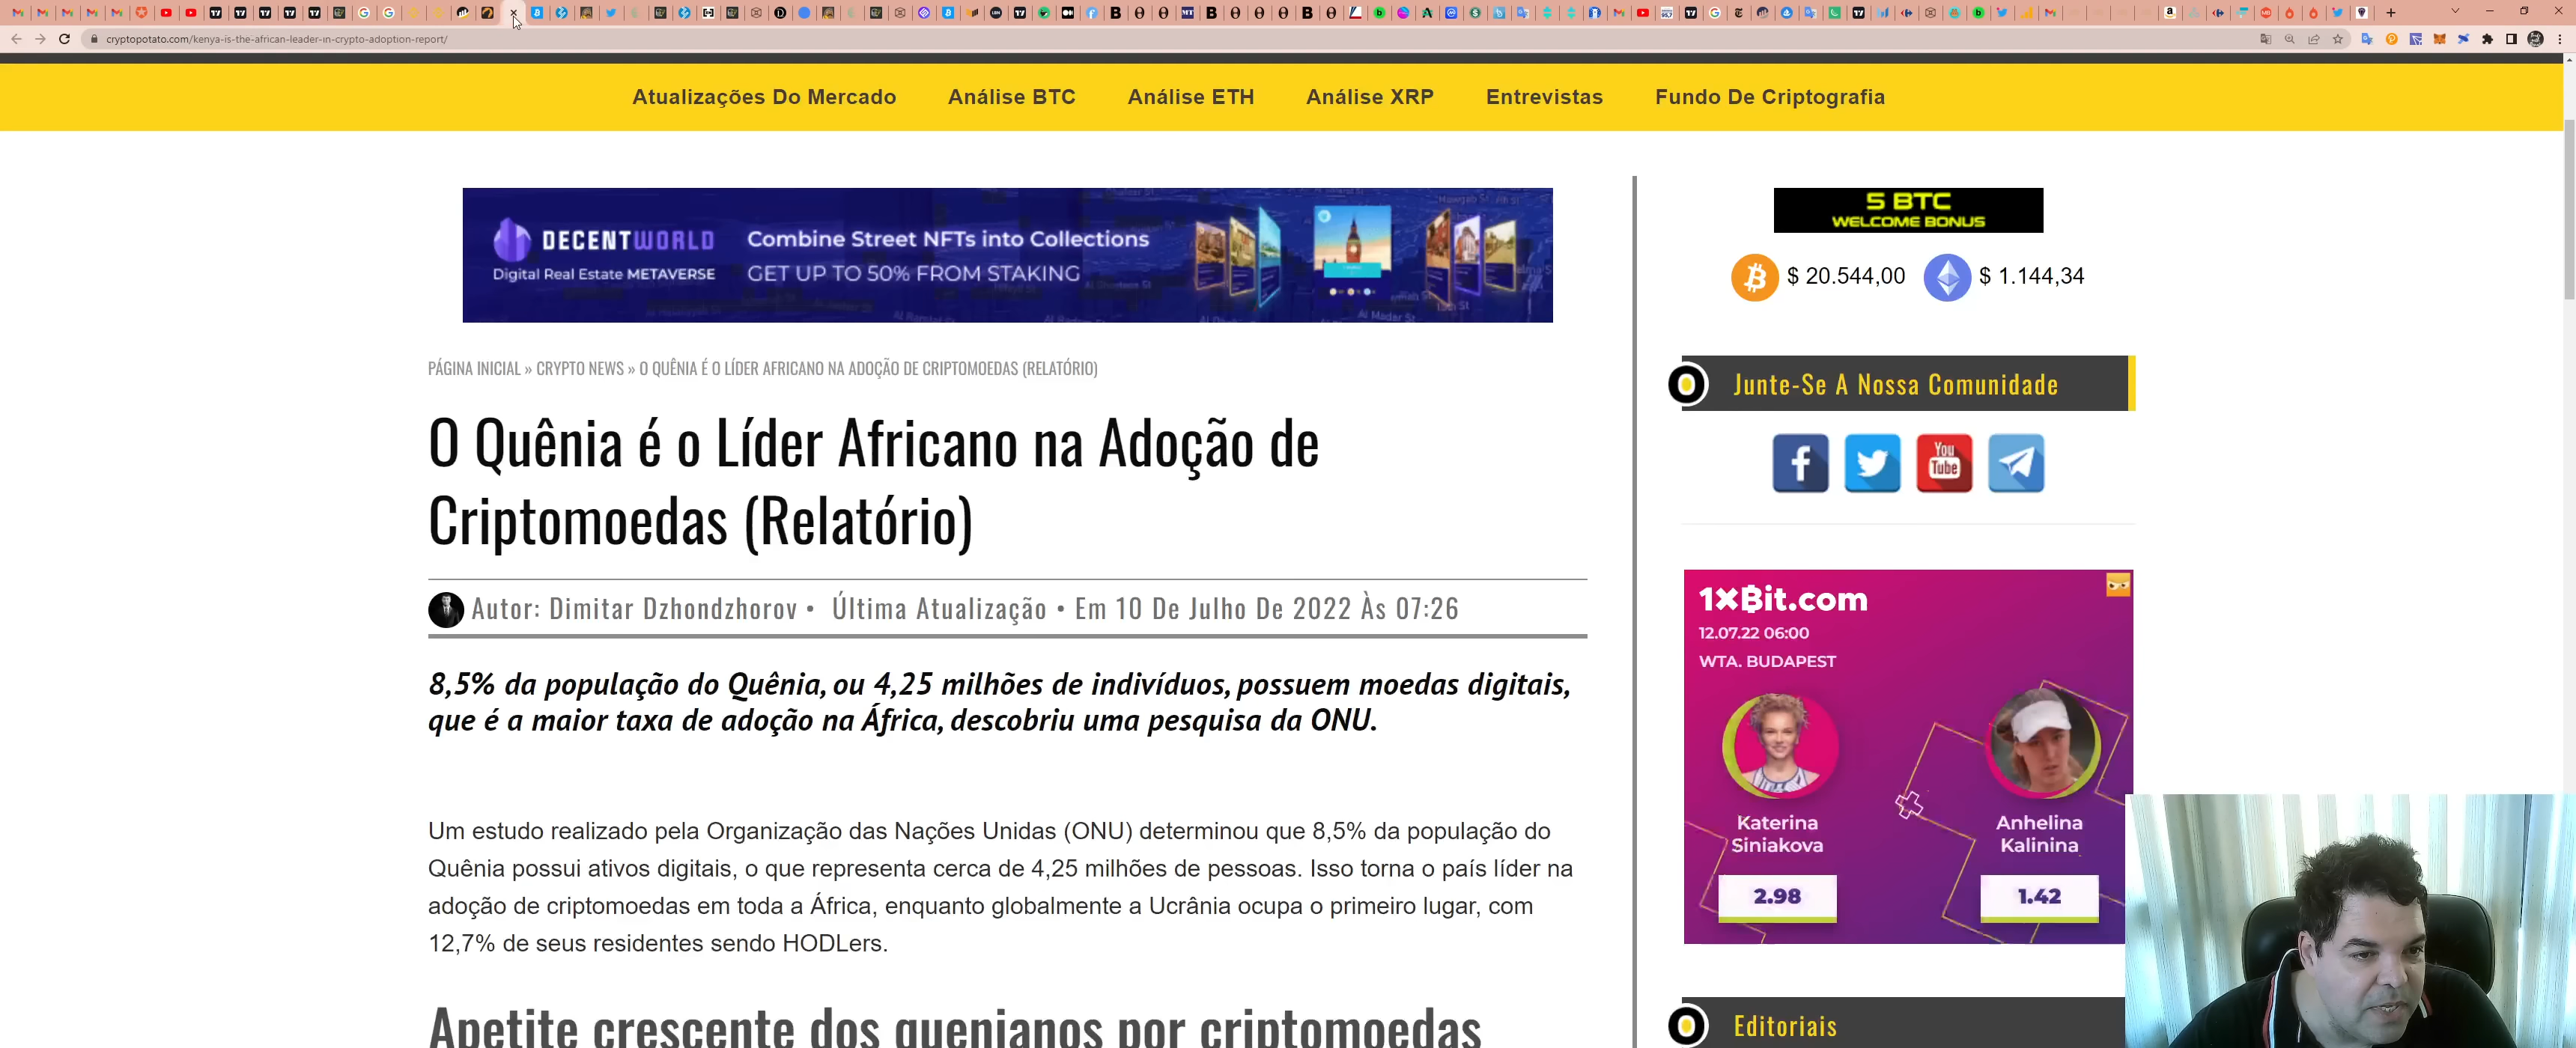 cryptopotato.com/kenya-is-the-african-leader-in-crypto-adoption-report/
Atualizações Do Mercado
Análise BTC
Análise ETH
Análise XRP
Entrevistas
Fundo De Criptografia
DECENTWORLD
Digital Real Estate METAVERSE
Combine Street NFTs into Collections
GET UP TO 50% FROM STAKING
PÁGINA INICIAL » CRYPTO NEWS » O QUÊNIA É O LÍDER AFRICANO NA ADOÇÃO DE CRIPTOMOEDAS (RELATÓRIO)
O Quênia é o Líder Africano na Adoção de
Criptomoedas (Relatório)
Autor: Dimitar Dzhondzhorov • Última Atualização • Em 10 De Julho De 2022 Às 07:26
8,5% da população do Quênia, ou 4,25 milhões de indivíduos, possuem moedas digitais,
que é a maior taxa de adoção na África, descobriu uma pesquisa da ONU.
Um estudo realizado pela Organização das Nações Unidas (ONU) determinou que 8,5% da população do
Quênia possui ativos digitais, o que representa cerca de 4,25 milhões de pessoas. Isso torna o país líder na
adoção de criptomoedas em toda a África, enquanto globalmente a Ucrânia ocupa o primeiro lugar, com
12,7% de seus residentes sendo HODLers.
Apetite crescente dos quenianos por criptomoedas
5 BTC
WELCOME BONUS
$ 20.544,00
$ 1.144,34
Junte-Se A Nossa Comunidade
You
Tube
1XBit.com
12.07.22 06:00
WTA. BUDAPEST
Katerina
Siniakova
2.98
Anhelina
Kalinina
1.42
Editoriais